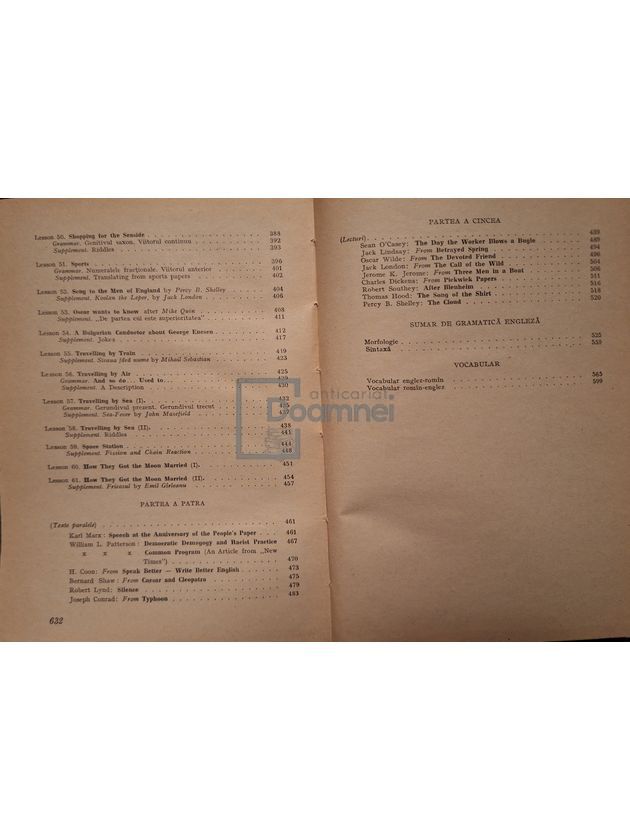 Lesson 50. Shopping for the Seaside 388
Grammar. Genitivul saxon. Viitorul continuu 392
Supplement. Riddles 393
Lesson 51. Sports 396
Grammar. Numeralele fracționale. Viitorul anterior 401
Supplement. Translating from sports papers 402
Lesson 52. Song to the Men of England by Percy B. Shelley 404
Supplement. Koolau the Leper, by Jack London 406
Lesson 53. Oscar wants to know after Mike Quin 408
Supplement. „De partea cui este superioritatea" 411
Lesson 54. A Bulgarian Conductor about George Enescu 412
Supplement. Jokes 417
Lesson 55. Travelling by Train 419
Supplement. Steaua fără nume by Mihail Sebastian 423
Lesson 56. Travelling by Air 425
Grammar. And so do... Used to... 429
Supplement. A Description 430
Lesson 57. Travelling by Sea (I). 432
Grammar. Gerundivul prezent. Gerundivul trecut 435
Supplement. Sea-Fever by John Masefield 437
Lesson 58. Travelling by Sea (II). 438
Supplement. Riddles 441
Lesson 59. Space Station 444
Supplement. Fission and Chain Reaction 448
Lesson 60. How They Got the Moon Married (I). 451
Lesson 61. How They Got the Moon Married (II). 454
Supplement. Fricosul by Emil Gîrleanu 457
PARTEA A PATRA
(Texte paralele) 461
Karl Marx: Speech at the Anniversary of the People's Paper 461
William L. Patterson: Democratic Demagogy and Racist Practice 467
x x x Common Program (An Article from „New
Times") 470
H. Coon: From Speak Better — Write Better English 473
Bernard Shaw: From Caesar and Cleopatra 475
Robert Lynd: Silence 479
Joseph Conrad: From Typhoon 483
632
PARTEA A CINCEA
(Lecturi) 489
Sean O'Casey: The Day the Worker Blows a Bugle 489
Jack Lindsay: From Betrayed Spring 494
Oscar Wilde: From The Devoted Friend 496
Jack London: From The Call of the Wild 504
Jerome K. Jerome: From Three Men in a Boat 506
Charles Dickens: From Pickwick Papers 511
Robert Southey: After Blenheim 516
Thomas Hood: The Song of the Shirt 518
Percy B. Shelley: The Cloud 520
SUMAR DE GRAMATICĂ ENGLEZĂ
Morfologie 525
Sintaxă 553
VOCABULAR
Vocabular englez-romîn 565
Vocabular romîn-englez 599
anticariat
Doamnei